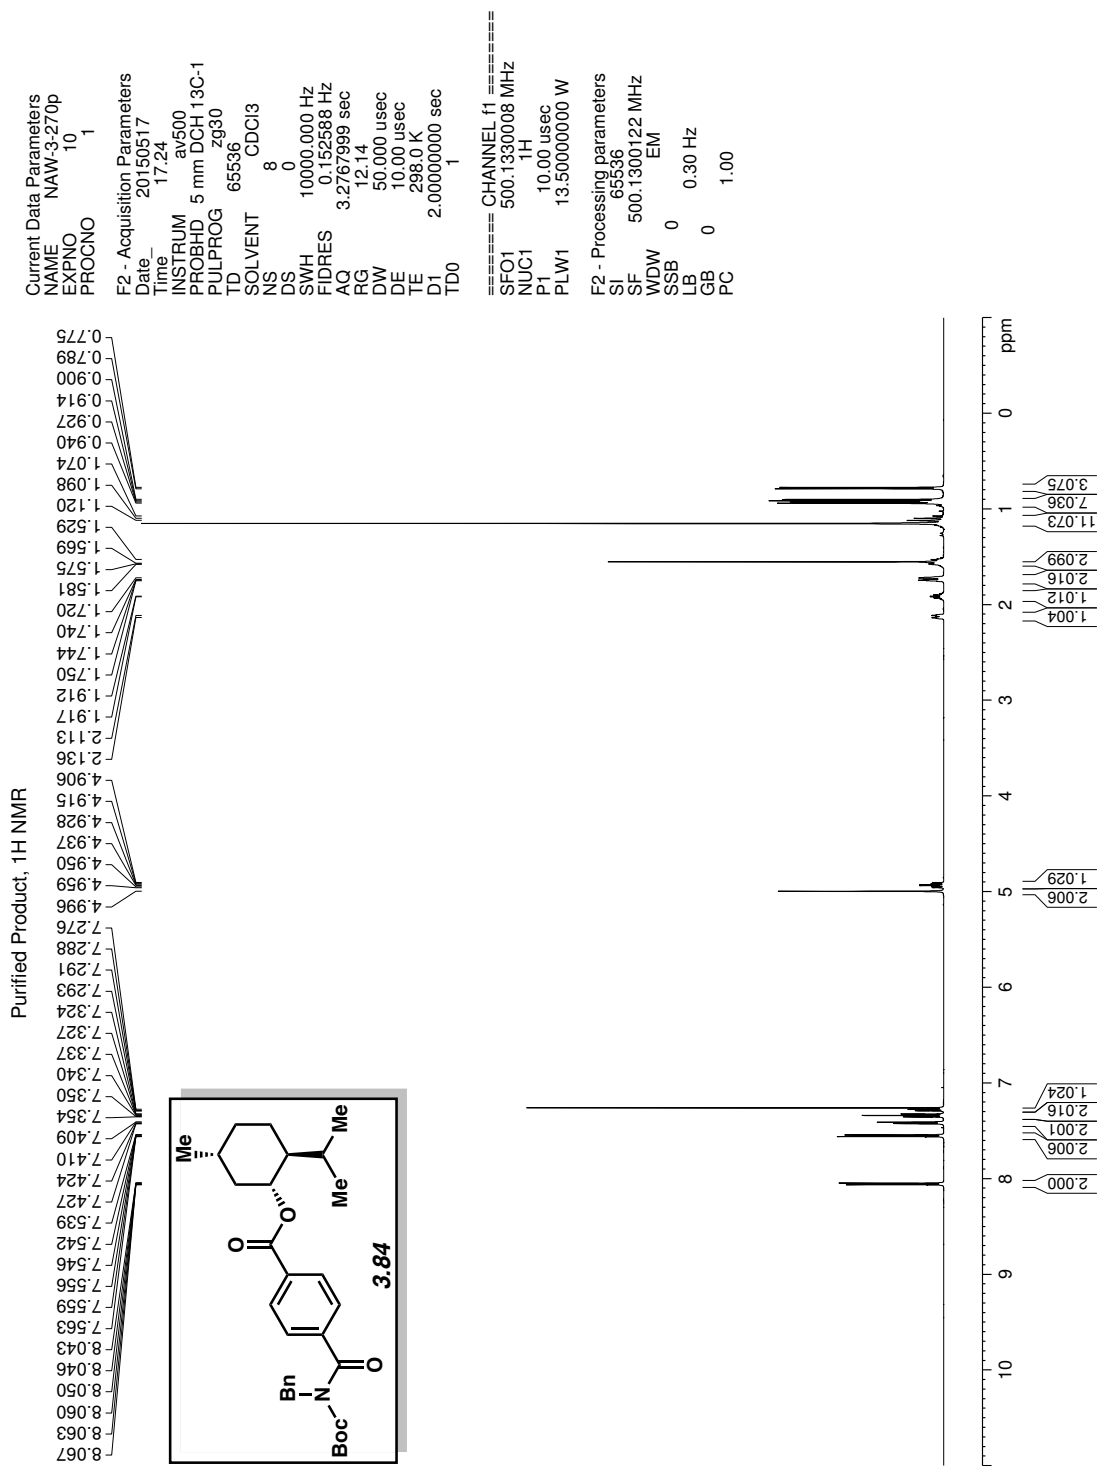 Purified Product, 1H NMR
8.067
8.063
8.060
8.050
8.046
8.043
7.563
7.559
7.556
7.546
7.542
7.539
7.427
7.424
7.410
7.409
7.354
7.350
7.340
7.337
7.327
7.324
7.293
7.291
7.288
7.276
4.996
4.959
4.950
4.937
4.928
4.915
4.906
2.136
2.113
1.917
1.912
1.750
1.744
1.740
1.720
1.581
1.575
1.569
1.529
1.120
1.098
1.074
0.940
0.927
0.914
0.900
0.789
0.775
Current Data Parameters
NAME NAW-3-270p
EXPNO 10
PROCNO 1
F2 - Acquisition Parameters
Date_ 20150517
Time 17.24
INSTRUM av500
PROBHD 5 mm DCH 13C-1
PULPROG zg30
TD 65536
SOLVENT CDCl3
NS 8
DS 0
SWH 10000.000 Hz
FIDRES 0.152588 Hz
AQ 3.2767999 sec
RG 12.14
DW 50.000 usec
DE 10.00 usec
TE 298.0 K
D1 2.00000000 sec
TD0 1
======== CHANNEL f1 ========
SFO1 500.1330008 MHz
NUC1 1H
P1 10.00 usec
PLW1 13.50000000 W
F2 - Processing parameters
SI 65536
SF 500.1300122 MHz
WDW EM
SSB 0
LB 0.30 Hz
GB 0
PC 1.00
Me
Me
Me
O
O
Bn
N
Boc
O
3.84
10 9 8 7 6 5 4 3 2 1 0 ppm
2.000
2.006
2.001
2.016
1.024
2.006
1.029
1.004
1.012
2.016
2.099
11.073
7.036
3.075